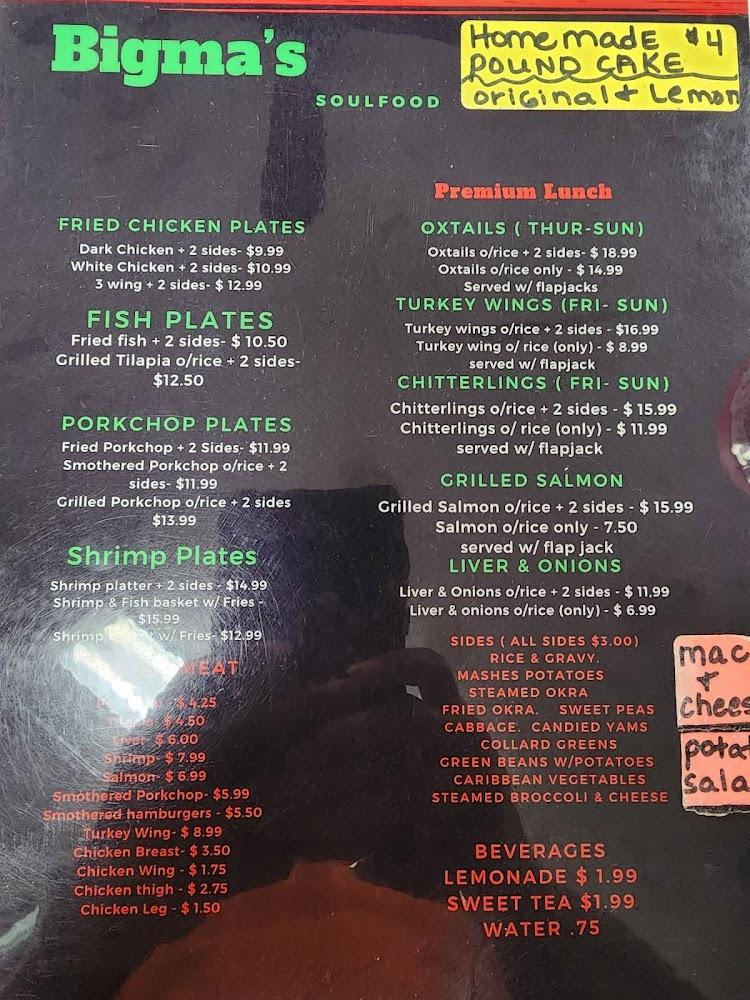 Bigma's
SOULFOOD
Homemade $4
POUND CAKE
original & Lemon
FRIED CHICKEN PLATES
Dark Chicken + 2 sides- $9.99
White Chicken + 2 sides- $10.99
3 wing + 2 sides- $ 12.99
FISH PLATES
Fried fish + 2 sides- $ 10.50
Grilled Tilapia o/rice + 2 sides-
$12.50
PORKCHOP PLATES
Fried Porkchop + 2 Sides- $11.99
Smothered Porkchop o/rice + 2
sides- $11.99
Grilled Porkchop o/rice + 2 sides
$13.99
Shrimp Plates
Shrimp platter + 2 sides - $14.99
Shrimp & Fish basket w/ Fries -
$15.99
Shrimp w/ Fries- $12.99
MEAT
$ 4.25
$ 4.50
Liver- $ 6.00
Shrimp- $ 7.99
Salmon- $ 6.99
Smothered Porkchop- $5.99
Smothered hamburgers - $5.50
Turkey Wing- $ 8.99
Chicken Breast- $ 3.50
Chicken Wing - $ 1.75
Chicken thigh - $ 2.75
Chicken Leg - $ 1.50
Premium Lunch
OXTAILS ( THUR-SUN)
Oxtails o/rice + 2 sides- $ 18.99
Oxtails o/rice only - $ 14.99
Served w/ flapjacks
TURKEY WINGS (FRI- SUN)
Turkey wings o/rice + 2 sides - $16.99
Turkey wing o/ rice (only) - $ 8.99
served w/ flapjack
CHITTERLINGS ( FRI- SUN)
Chitterlings o/rice + 2 sides - $ 15.99
Chitterlings o/ rice (only) - $ 11.99
served w/ flapjack
GRILLED SALMON
Grilled Salmon o/rice + 2 sides - $ 15.99
Salmon o/rice only - 7.50
served w/ flap jack
LIVER & ONIONS
Liver & Onions o/rice + 2 sides - $ 11,99
Liver & onions o/rice (only) - $ 6.99
SIDES ( ALL SIDES $3.00)
RICE & GRAVY.
MASHES POTATOES
STEAMED OKRA
FRIED OKRA. SWEET PEAS
CABBAGE. CANDIED YAMS
COLLARD GREENS
GREEN BEANS W/POTATOES
CARIBBEAN VEGETABLES
STEAMED BROCCOLI & CHEESE
mac
&
chees
potat
sala
BEVERAGES
LEMONADE $ 1.99
SWEET TEA $1.99
WATER .75